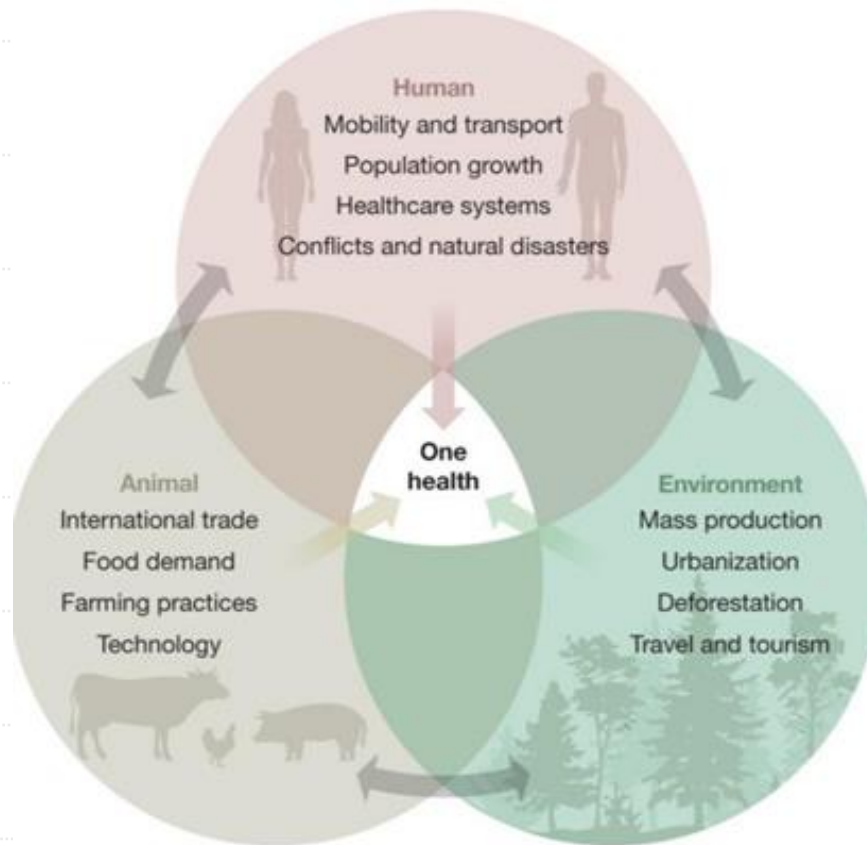 Human
Mobility and transport
Population growth
Healthcare systems
Conflicts and natural disasters
One
health
Animal
International trade
Food demand
Farming practices
Technology
Environment
Mass production
Urbanization
Deforestation
Travel and tourism